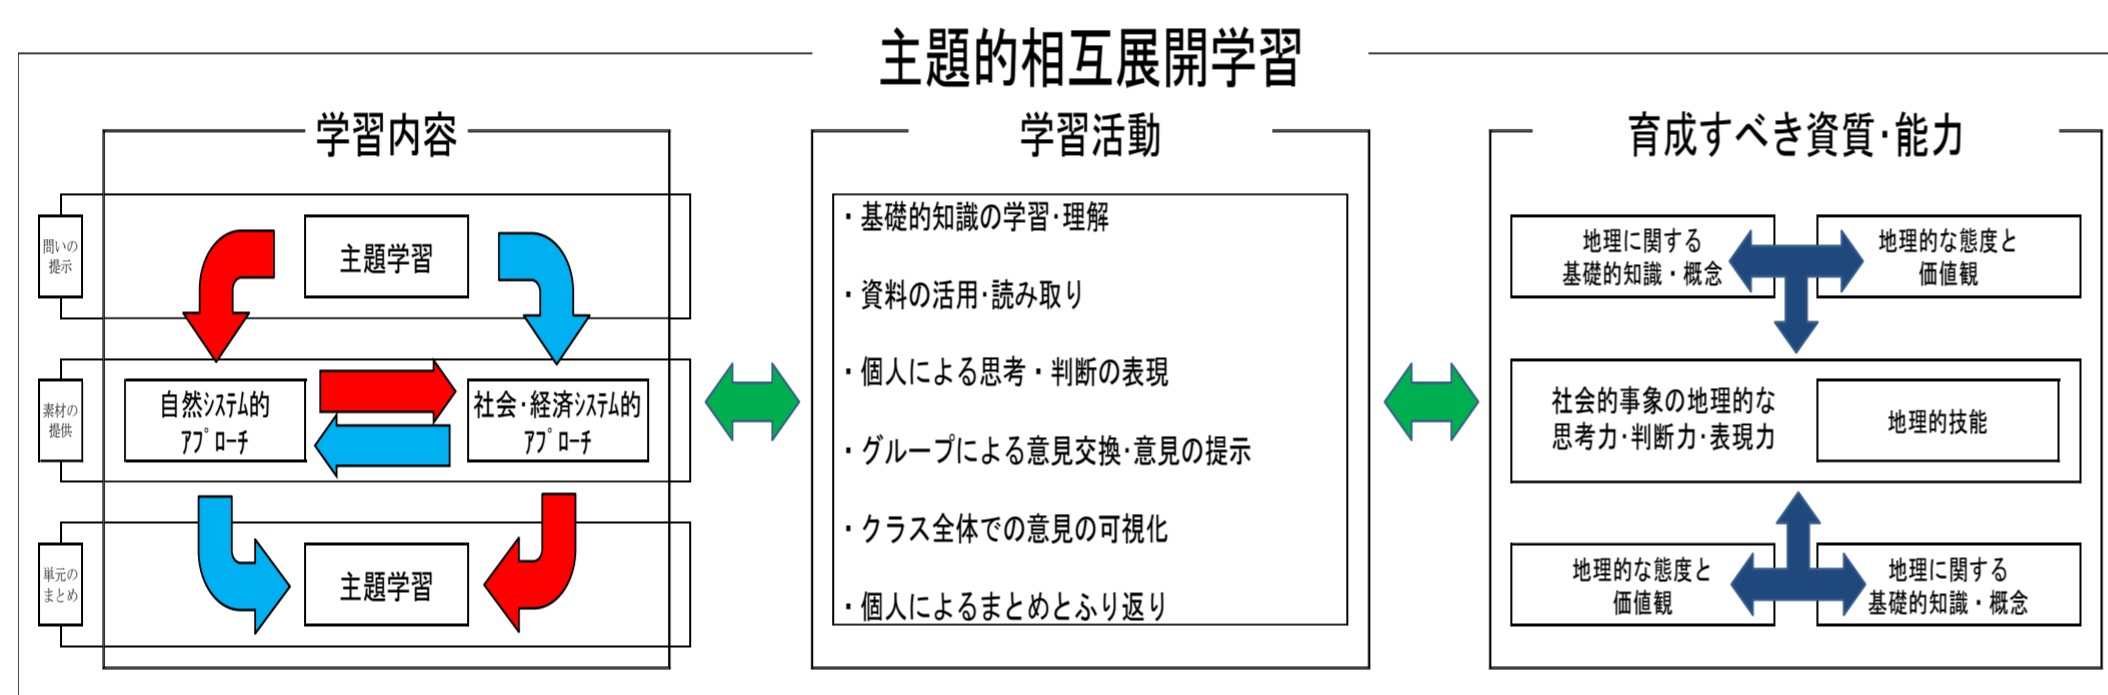 主題的相互展開学習
学習内容
問いの
提示
主題学習
素材の
提供
自然ｼｽﾃﾑ的
ｱﾌﾟﾛｰﾁ
社会・経済ｼｽﾃﾑ的
ｱﾌﾟﾛｰﾁ
単元の
まとめ
主題学習
学習活動
・基礎的知識の学習･理解
・資料の活用･読み取り
・個人による思考・判断の表現
・グループによる意見交換･意見の提示
・クラス全体での意見の可視化
・個人によるまとめとふり返り
育成すべき資質･能力
地理に関する
基礎的知識・概念
地理的な態度と
価値観
社会的事象の地理的な
思考力･判断力･表現力
地理的技能
地理的な態度と
価値観
地理に関する
基礎的知識・概念